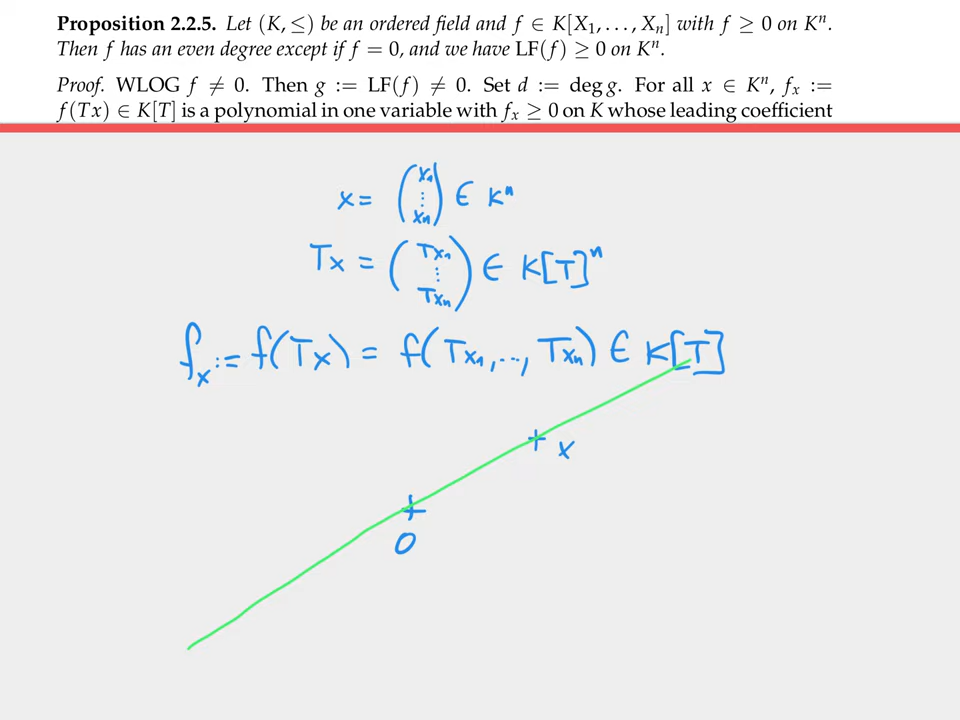 Proposition 2.2.5. Let (K, ≤) be an ordered field and f ∈ K[X₁, . . . , Xₙ] with f ≥ 0 on Kⁿ.
Then f has an even degree except if f = 0, and we have LF(f) ≥ 0 on Kⁿ.
Proof. WLOG f ≠ 0. Then g := LF(f) ≠ 0. Set d := deg g. For all x ∈ Kⁿ, fₓ :=
f(Tx) ∈ K[T] is a polynomial in one variable with fₓ ≥ 0 on K whose leading coefficient
x = (x₁ ⋮ xₙ) ∈ Kⁿ
Tx = (Tx₁ ⋮ Txₙ) ∈ K[T]ⁿ
fₓ := f(Tx) = f(Tx₁, ..., Txₙ) ∈ K[T]
x
0